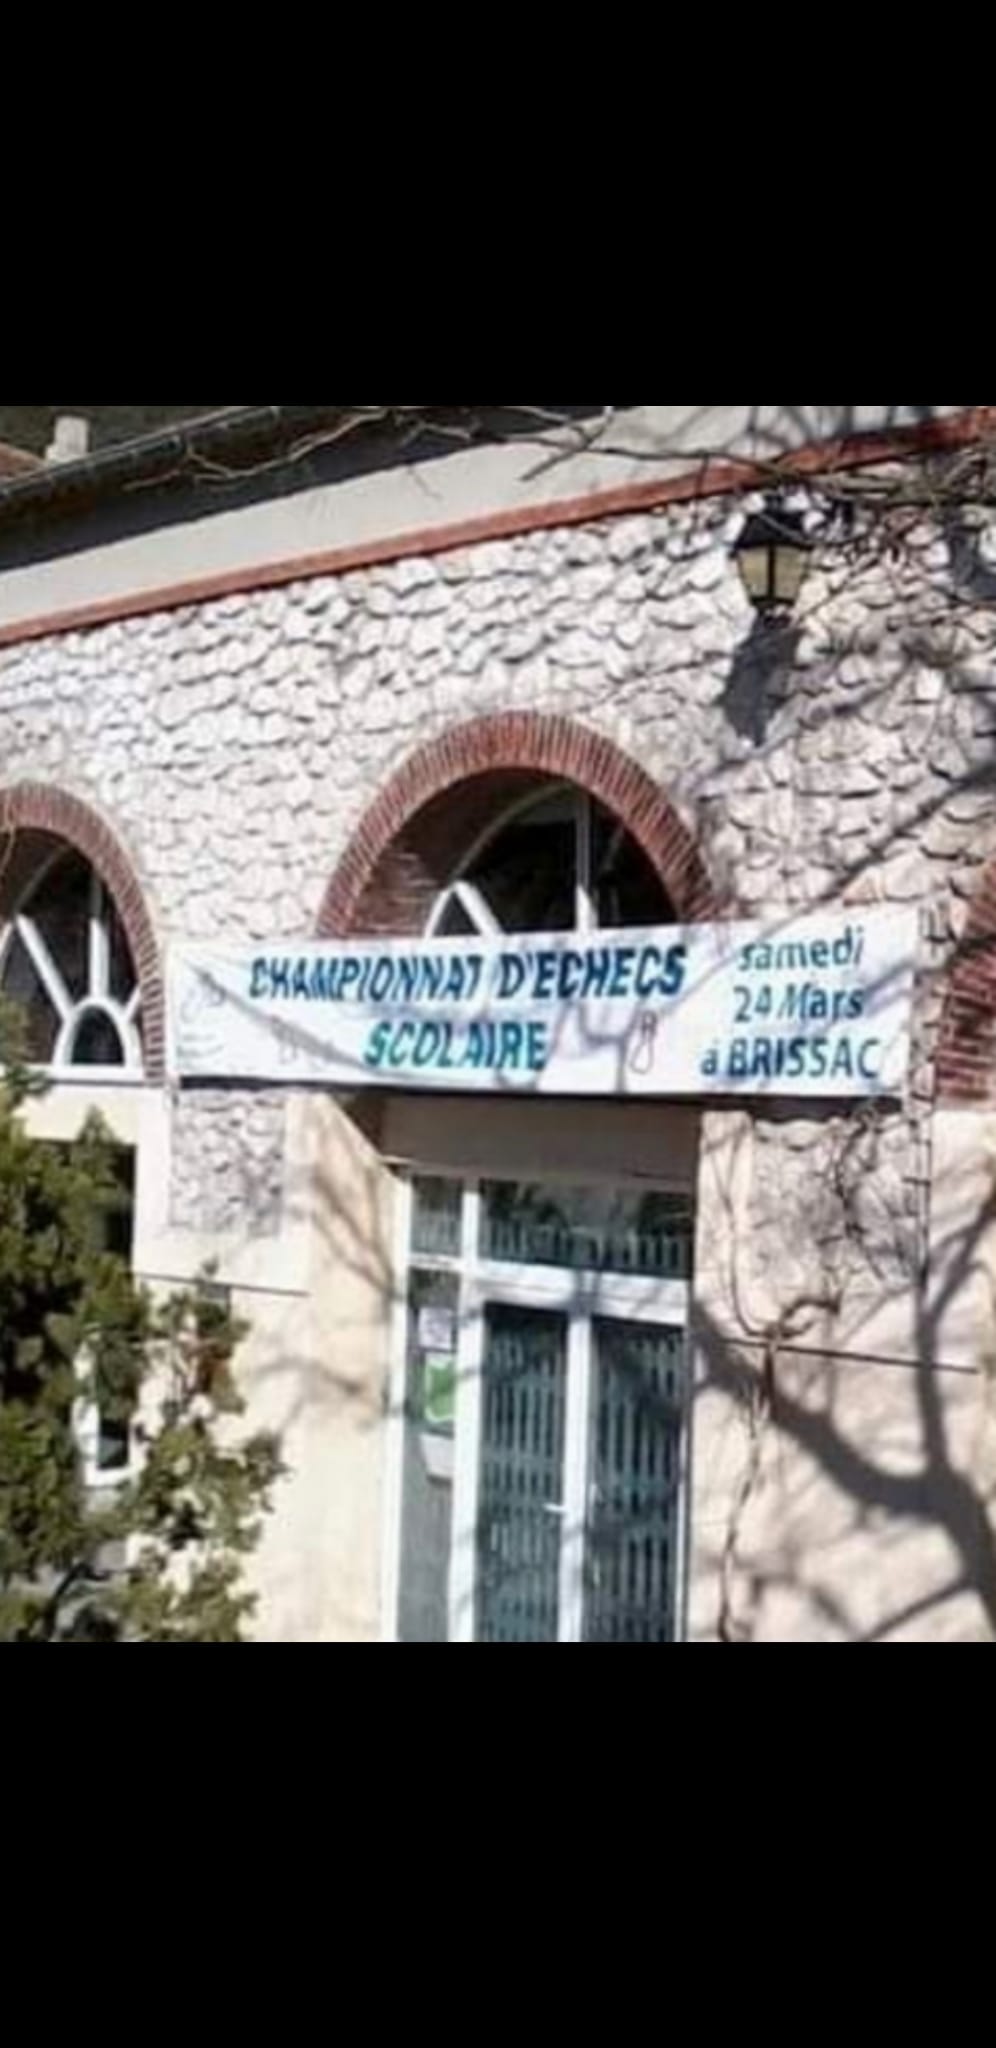 CHAMPIONNAT D'ECHECS
SCOLAIRE
samedi
24 Mars
à BRISSAC